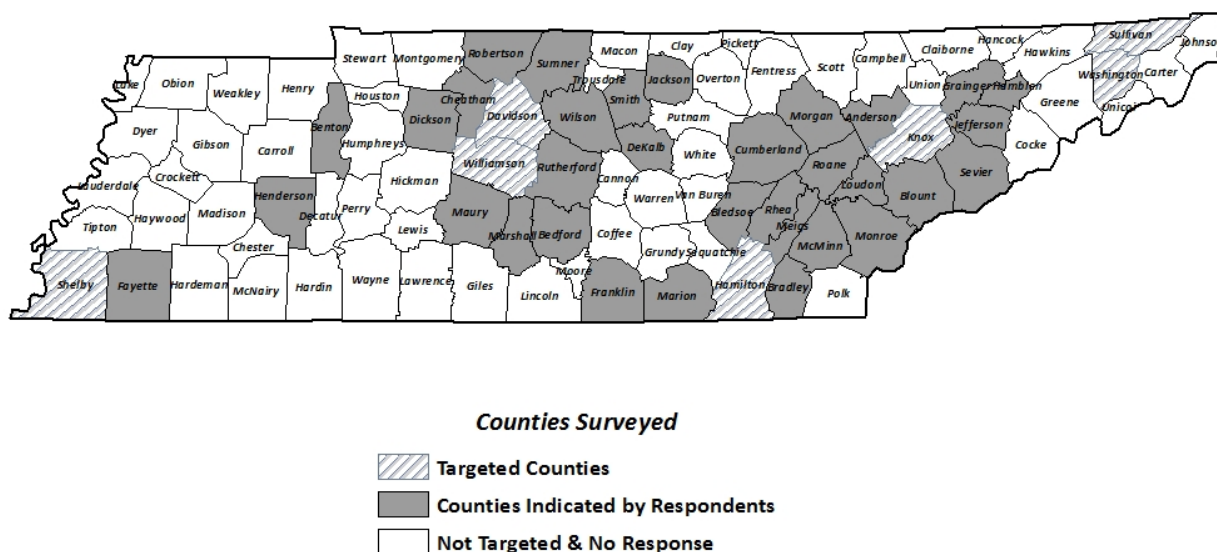 Stewart
Montgomery
Robertson
Sumner
Macon
Clay
Pickett
Fentress
Scott
Campbell
Claiborne
Hancock
Hawkins
Sullivan
Johnson
Lake
Obion
Weakley
Henry
Houston
Cheatham
Davidson
Trousdale
Smith
Jackson
Overton
Morgan
Anderson
Union
Grainger
Hamblen
Greene
Washington
Carter
Unicoi
Dyer
Gibson
Carroll
Benton
Humphreys
Dickson
Williamson
Wilson
DeKalb
Putnam
White
Cumberland
Roane
Knox
Jefferson
Cocke
Lauderdale
Crockett
Henderson
Decatur
Perry
Hickman
Rutherford
Cannon
Warren
Van Buren
Bledsoe
Rhea
Meigs
Loudon
Blount
Sevier
Tipton
Haywood
Madison
Chester
Lewis
Maury
Marshall
Bedford
Coffee
Grundy
Sequatchie
McMinn
Monroe
Shelby
Fayette
Hardeman
McNairy
Hardin
Wayne
Lawrence
Giles
Lincoln
Moore
Franklin
Marion
Hamilton
Bradley
Polk
Counties Surveyed
Targeted Counties
Counties Indicated by Respondents
Not Targeted & No Response